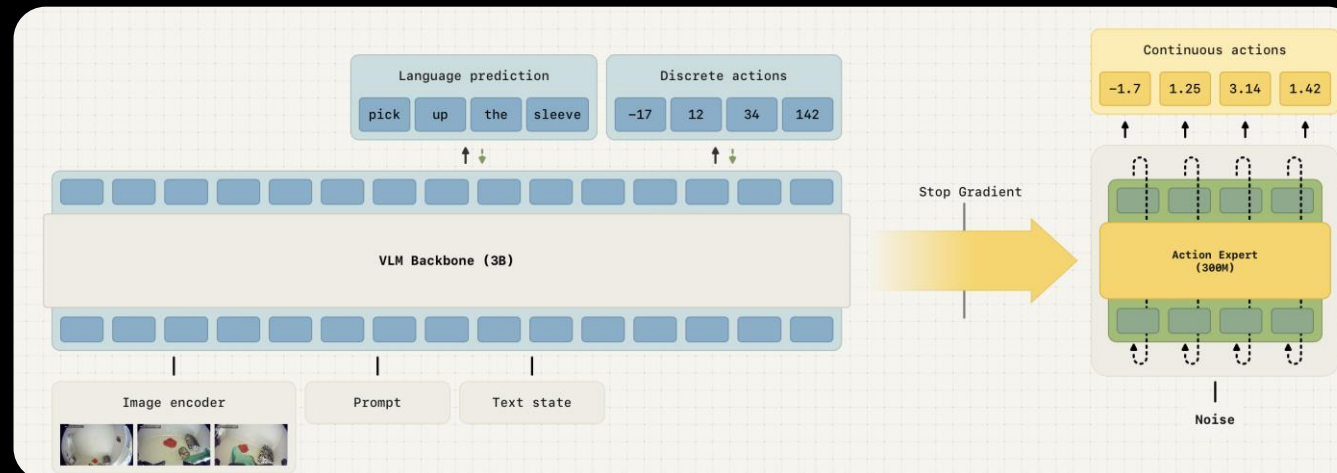 Language prediction
pick up the sleeve
Discrete actions
-17 12 34 142
Continuous actions
-1.7 1.25 3.14 1.42
VLM Backbone (3B)
Stop Gradient
Action Expert
(300M)
Image encoder
Prompt
Text state
Noise